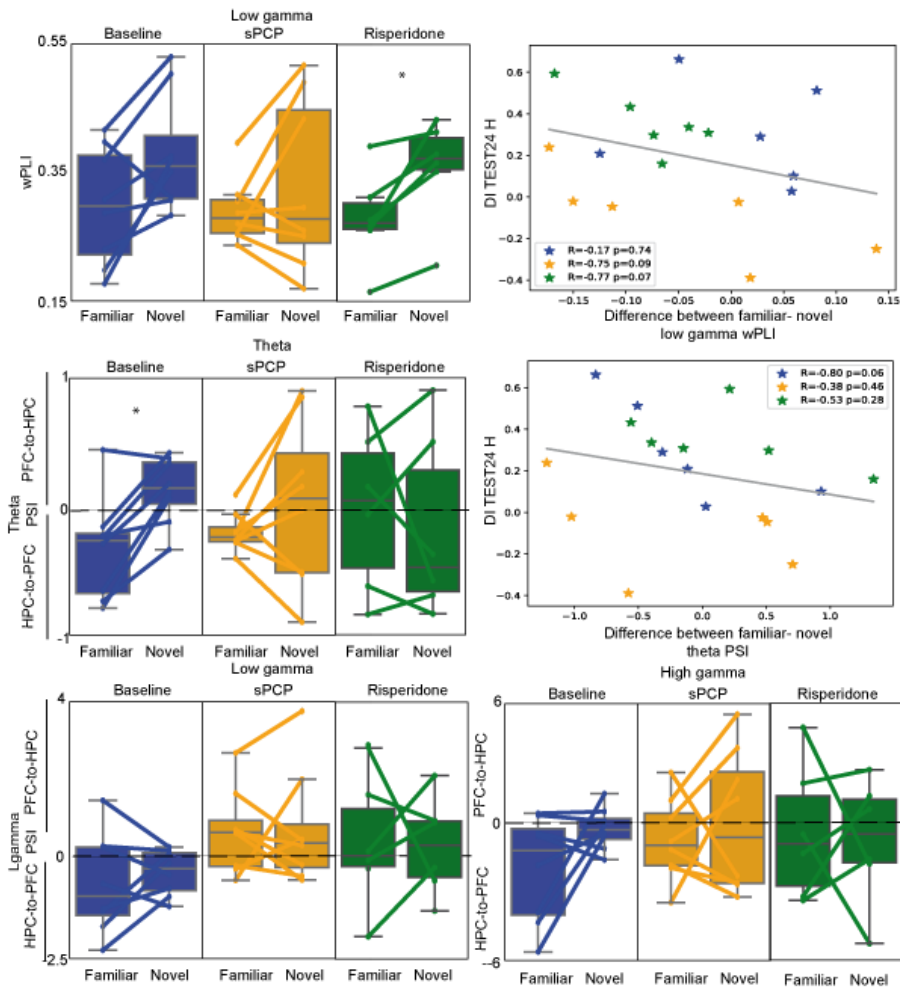 Low gamma
Baseline sPCP Risperidone
0.55
0.35
0.15
wPLI
*
Familiar Novel Familiar Novel Familiar Novel
DI TEST24 H
0.6
0.4
0.2
0.0
−0.2
−0.4
R=-0.17 p=0.74
R=-0.75 p=0.09
R=-0.77 p=0.07
−0.15 −0.10 −0.05 0.00 0.05 0.10 0.15
Difference between familiar- novel
low gamma wPLI
Theta
Baseline sPCP Risperidone
1
0
-1
HPC-to-PFC PFC-to-HPC
Theta
PSI
*
Familiar Novel Familiar Novel Familiar Novel
DI TEST24 H
0.6
0.4
0.2
0.0
−0.2
−0.4
R=-0.80 p=0.06
R=-0.38 p=0.46
R=-0.53 p=0.28
−1.0 −0.5 0.0 0.5 1.0
Difference between familiar- novel
theta PSI
Low gamma
Baseline sPCP Risperidone
4
0
-2.5
HPC-to-PFC PFC-to-HPC
Lgamma
PSI
Familiar Novel Familiar Novel Familiar Novel
High gamma
Baseline sPCP Risperidone
6
0
-6
HPC-to-PFC PFC-to-HPC
Familiar Novel Familiar Novel Familiar Novel